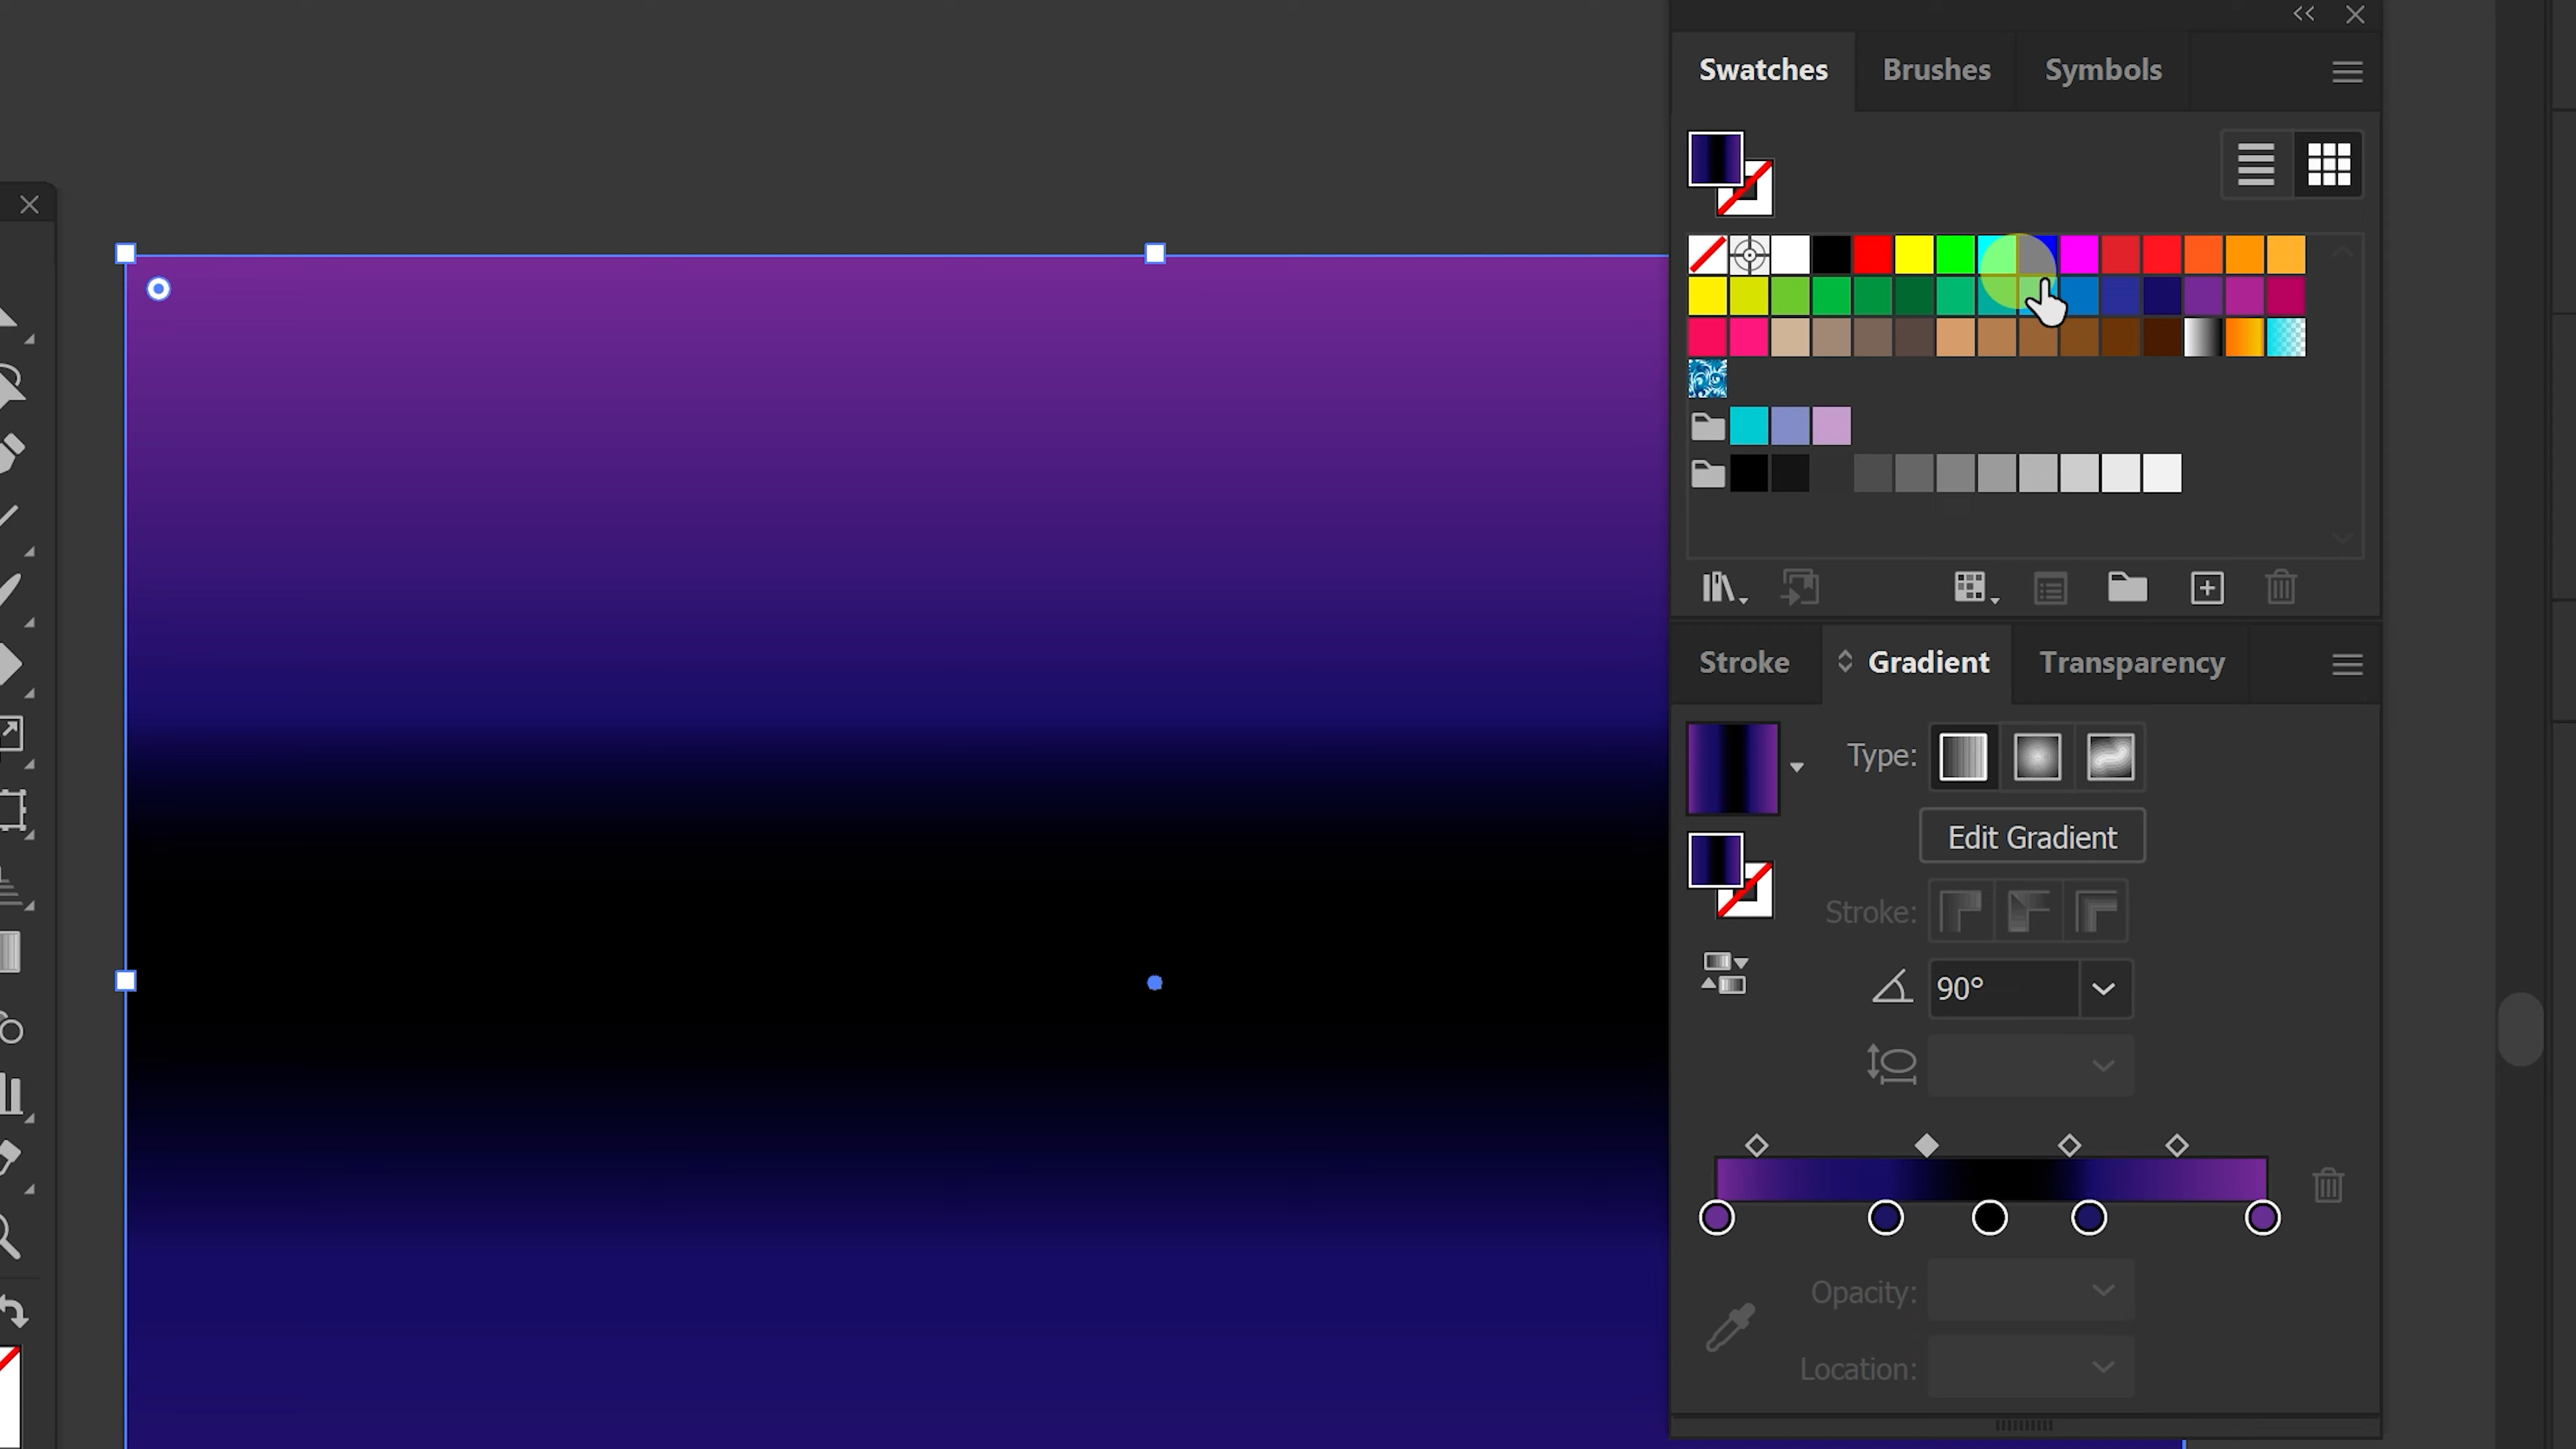 Swatches Brushes Symbols
Stroke Gradient Transparency
Type:
Edit Gradient
Stroke:
90°
Opacity:
Location: